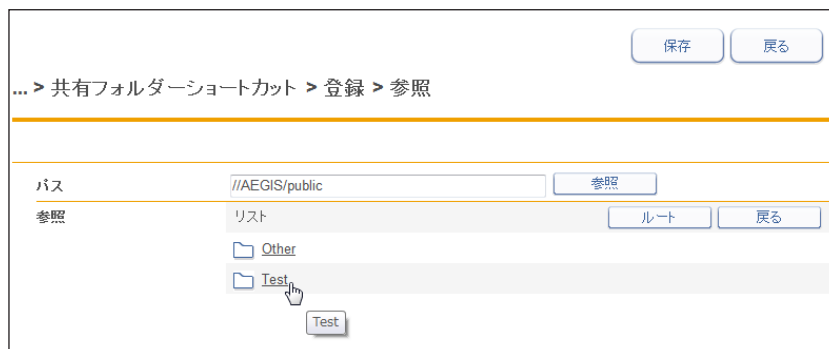 保存 戻る
... > 共有フォルダーショートカット > 登録 > 参照
パス //AEGIS/public 参照
参照 リスト ルート 戻る
Other
Test
Test